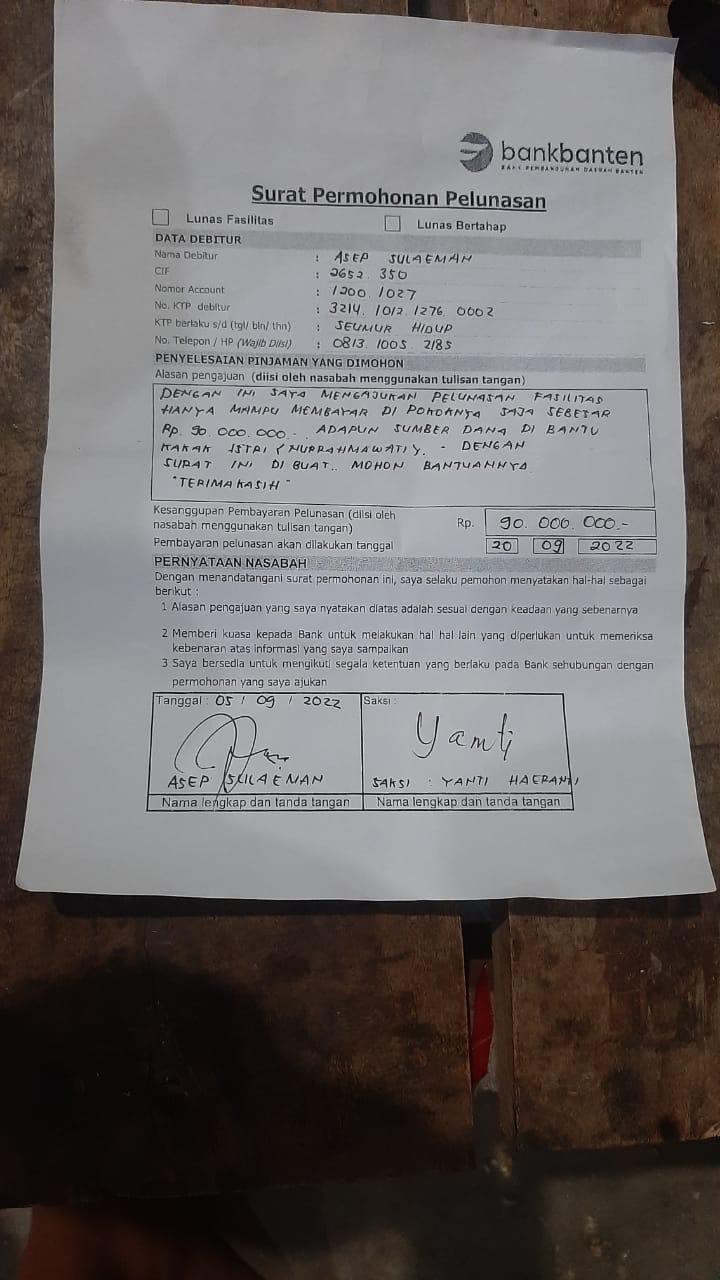 bankbanten
BANK PEMBANGUNAN DAERAH BANTEN
Surat Permohonan Pelunasan
Lunas Fasilitas Lunas Bertahap
DATA DEBITUR
Nama Debitur : ASEP SULAEMAN
CIF : 2652 350
Nomor Account : 1200 1027
No. KTP debitur : 3214 1012 1276 0002
KTP berlaku s/d (tgl/ bln/ thn) : SEUMUR HIDUP
No. Telepon / HP (Wajib Diisi) : 0813 1005 2185
PENYELESAIAN PINJAMAN YANG DIMOHON
Alasan pengajuan (diisi oleh nasabah menggunakan tulisan tangan)
DENGAN INI SAYA MENGAJUKAN PELUNASAN FASILITAS
HANYA MAMPU MEMBAYAR DI POKOKNYA SAJA SEBESAR
Rp. 90.000.000.- ADAPUN SUMBER DANA DI BANTU
KAKAK ISTRI (NURRAHMAWATI). - DENGAN
SURAT INI DI BUAT.. MOHON BANTUANNYA
"TERIMAKASIH"
Kesanggupan Pembayaran Pelunasan (diisi oleh
nasabah menggunakan tulisan tangan) Rp. 90. 000. 000.-
Pembayaran pelunasan akan dilakukan tanggal 20 09 2022
PERNYATAAN NASABAH
Dengan menandatangani surat permohonan ini, saya selaku pemohon menyatakan hal-hal sebagai
berikut :
1 Alasan pengajuan yang saya nyatakan diatas adalah sesuai dengan keadaan yang sebenarnya
2 Memberi kuasa kepada Bank untuk melakukan hal hal lain yang diperlukan untuk memeriksa
kebenaran atas informasi yang saya sampaikan
3 Saya bersedia untuk mengikuti segala ketentuan yang berlaku pada Bank sehubungan dengan
permohonan yang saya ajukan
Tanggal : 05 / 09 / 2022 Saksi :
Yanti
ASEP SULAEMAN SAKSI : YANTI HAERANI
Nama lengkap dan tanda tangan Nama lengkap dan tanda tangan